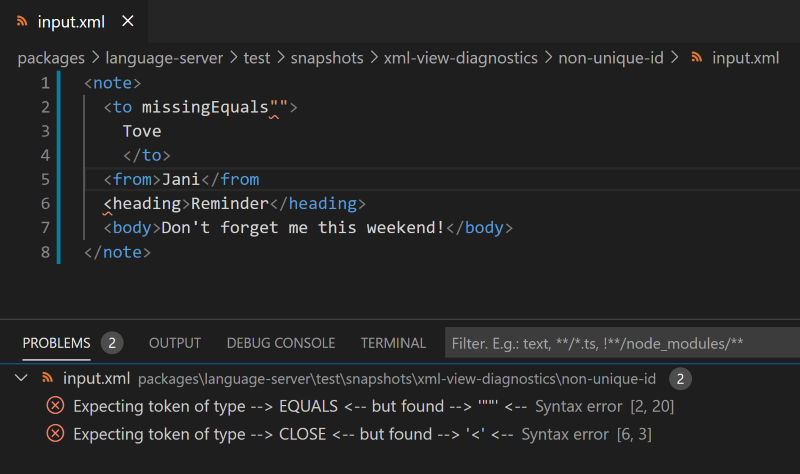 input.xml ×
packages > language-server > test > snapshots > xml-view-diagnostics > non-unique-id > input.xml
1 <note>
2 <to missingEquals"">
3 Tove
4 </to>
5 <from>Jani</from
6 <heading>Reminder</heading>
7 <body>Don't forget me this weekend!</body>
8 </note>
PROBLEMS 2 OUTPUT DEBUG CONSOLE TERMINAL Filter. E.g.: text, **/*.ts, !**/node_modules/**
input.xml packages\language-server\test\snapshots\xml-view-diagnostics\non-unique-id 2
Expecting token of type --> EQUALS <-- but found --> '""' <-- Syntax error [2, 20]
Expecting token of type --> CLOSE <-- but found --> '<' <-- Syntax error [6, 3]